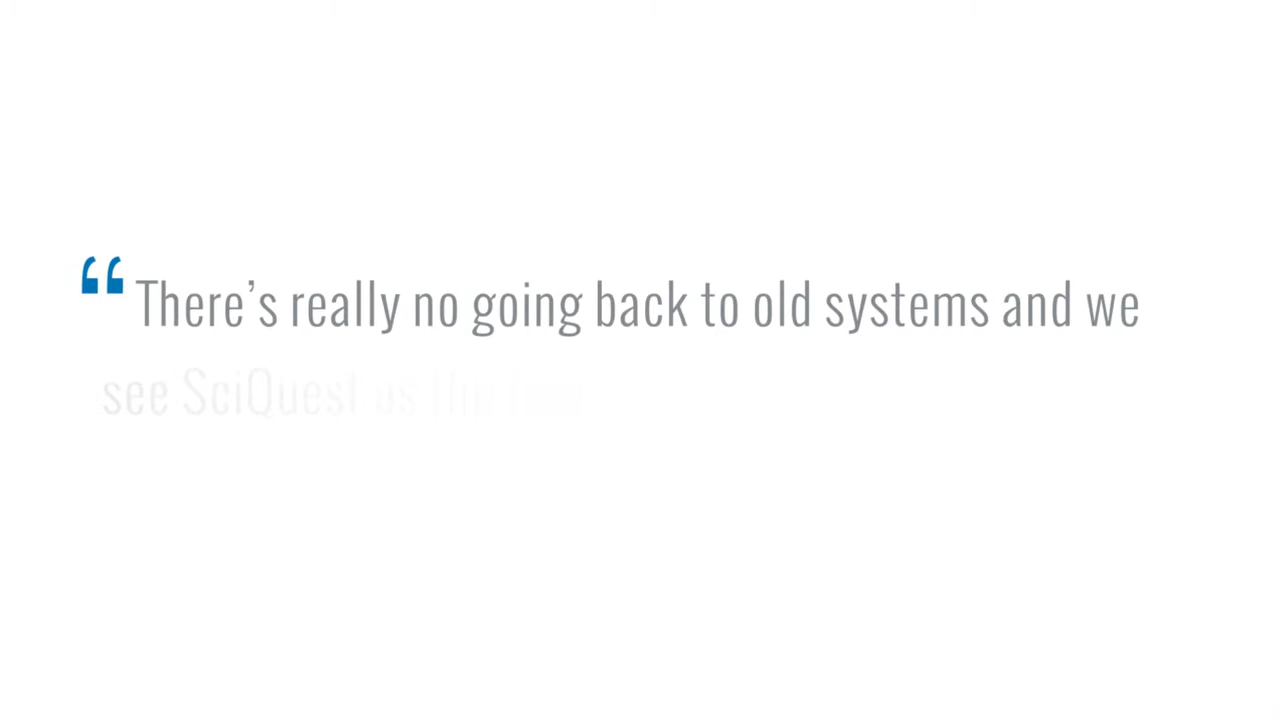 “There’s really no going back to old systems and we
see SciQuest as the